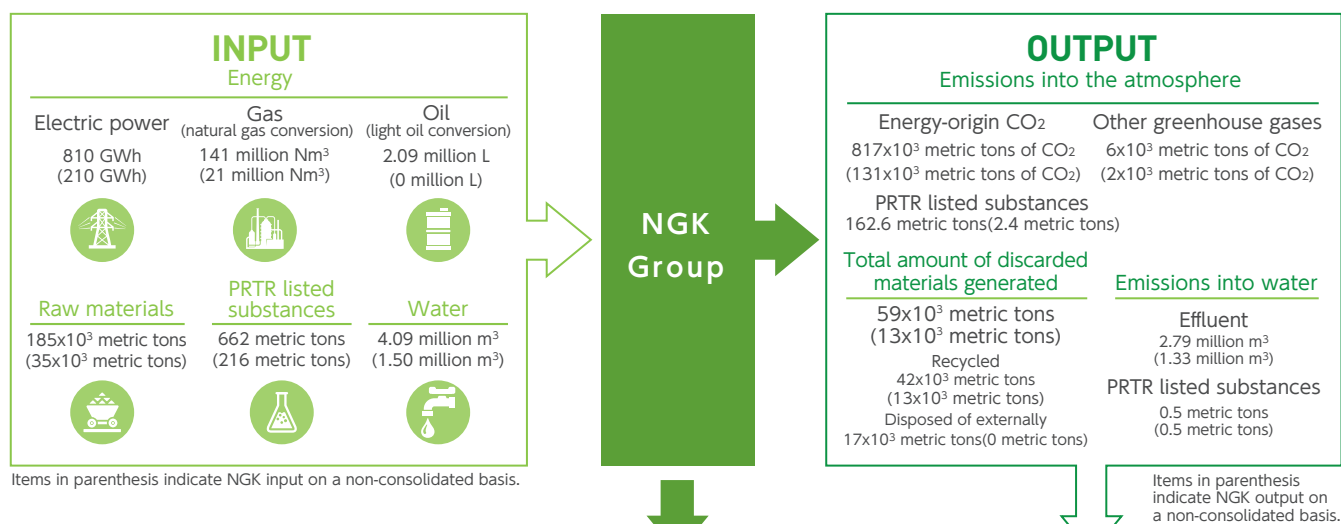 INPUT
Energy
Electric power
810 GWh
(210 GWh)
Gas
(natural gas conversion)
141 million Nm³
(21 million Nm³)
Oil
(light oil conversion)
2.09 million L
(0 million L)
Raw materials
185x10³ metric tons
(35x10³ metric tons)
PRTR listed
substances
662 metric tons
(216 metric tons)
Water
4.09 million m³
(1.50 million m³)
Items in parenthesis indicate NGK input on a non-consolidated basis.
NGK
Group
OUTPUT
Emissions into the atmosphere
Energy-origin CO₂
817x10³ metric tons of CO₂
(131x10³ metric tons of CO₂)
Other greenhouse gases
6x10³ metric tons of CO₂
(2x10³ metric tons of CO₂)
PRTR listed substances
162.6 metric tons(2.4 metric tons)
Total amount of discarded
materials generated
59x10³ metric tons
(13x10³ metric tons)
Recycled
42x10³ metric tons
(13x10³ metric tons)
Disposed of externally
17x10³ metric tons(0 metric tons)
Emissions into water
Effluent
2.79 million m³
(1.33 million m³)
PRTR listed substances
0.5 metric tons
(0.5 metric tons)
Items in parenthesis
indicate NGK output on
a non-consolidated basis.